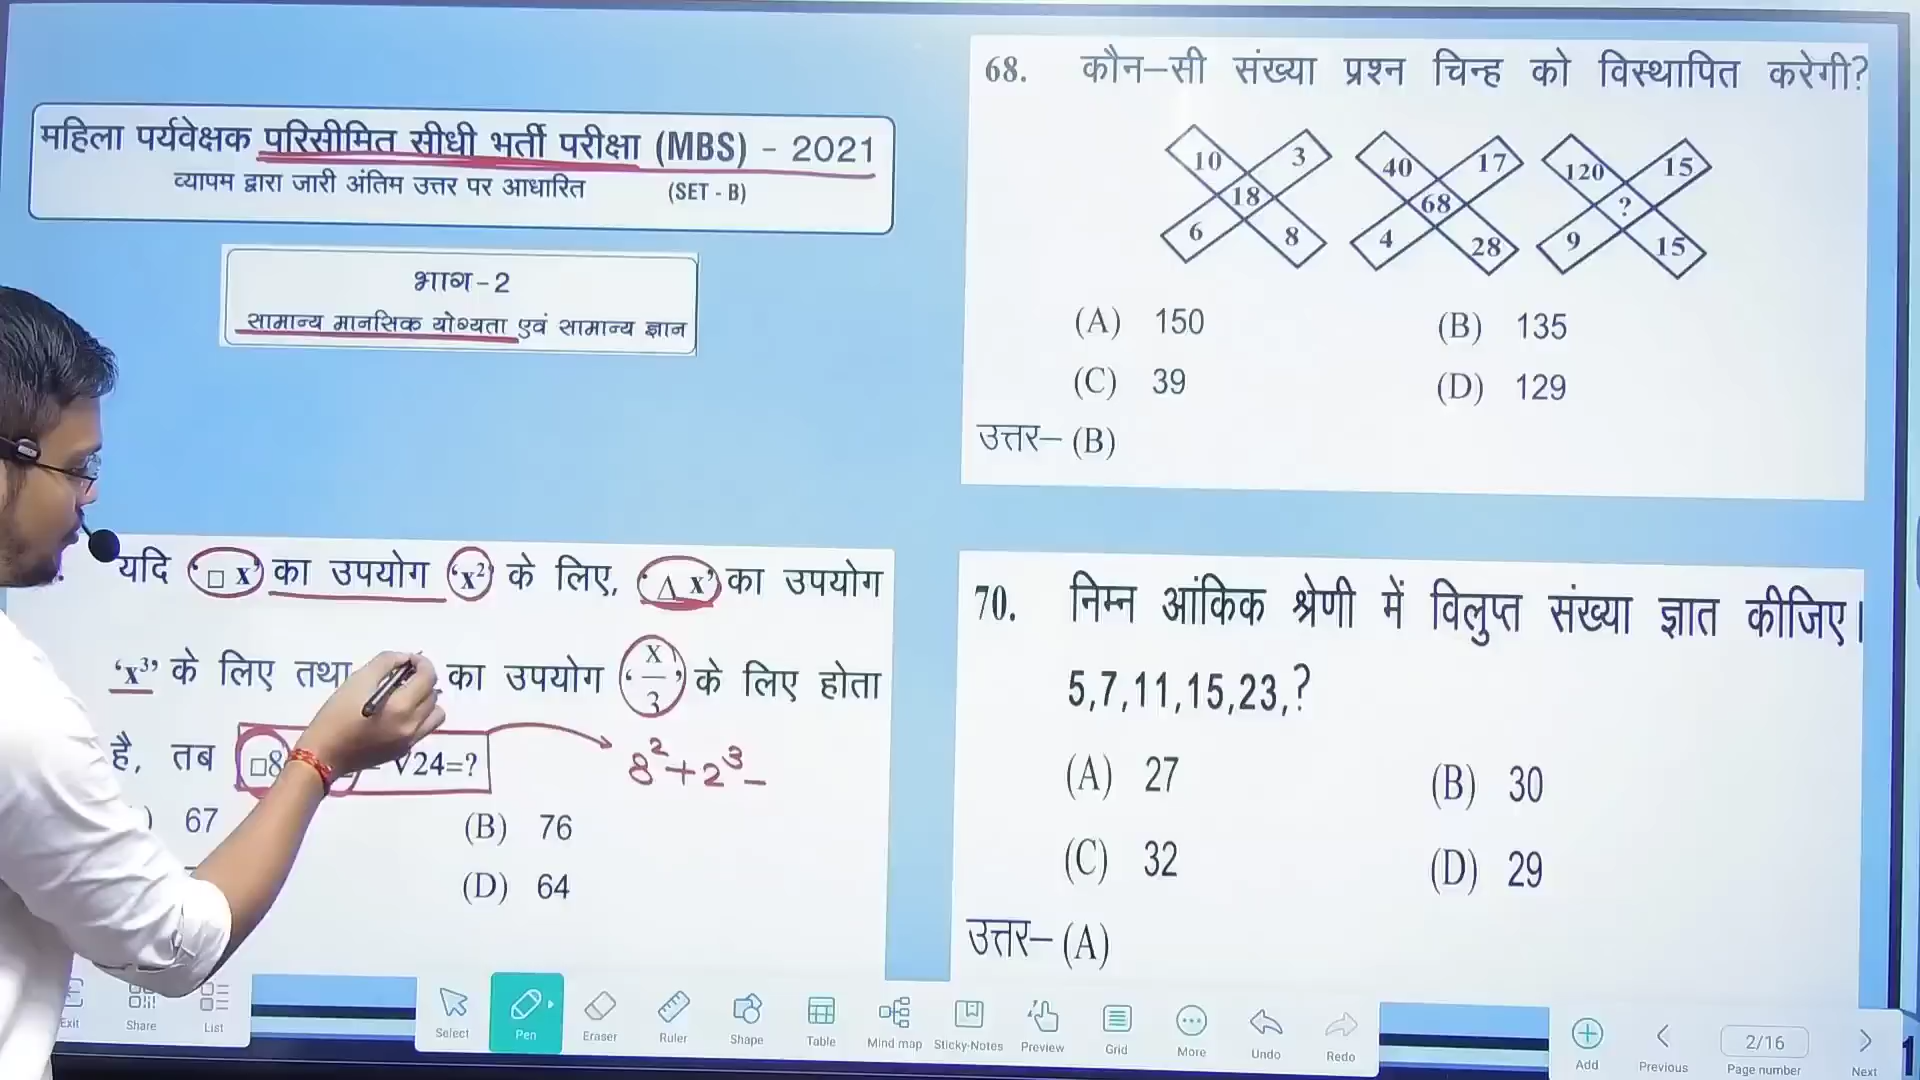 महिला पर्यवेक्षक परिसीमित सीधी भर्ती परीक्षा (MBS) - 2021
व्यापम द्वारा जारी अंतिम उत्तर पर आधारित (SET - B)
भाग-2
सामान्य मानसिक योग्यता एवं सामान्य ज्ञान
यदि ‘□ x’ का उपयोग ‘x²’ के लिए, ‘Δ x’ का उपयोग
‘x³’ के लिए तथा का उपयोग ‘x/3’ के लिए होता
है, तब □8 24=?
8²+2³-
67 (B) 76
(D) 64
68. कौन–सी संख्या प्रश्न चिन्ह को विस्थापित करेगी?
10 3 40 17 120 15
18 68 ?
6 8 4 28 9 15
(A) 150 (B) 135
(C) 39 (D) 129
उत्तर– (B)
70. निम्न आंकिक श्रेणी में विलुप्त संख्या ज्ञात कीजिए।
5,7,11,15,23,?
(A) 27 (B) 30
(C) 32 (D) 29
उत्तर– (A)
Exit Share List Select Pen Eraser Ruler Shape Table Mind map Sticky-Notes Preview Grid More Undo Redo Add Previous 2/16 Page number Next